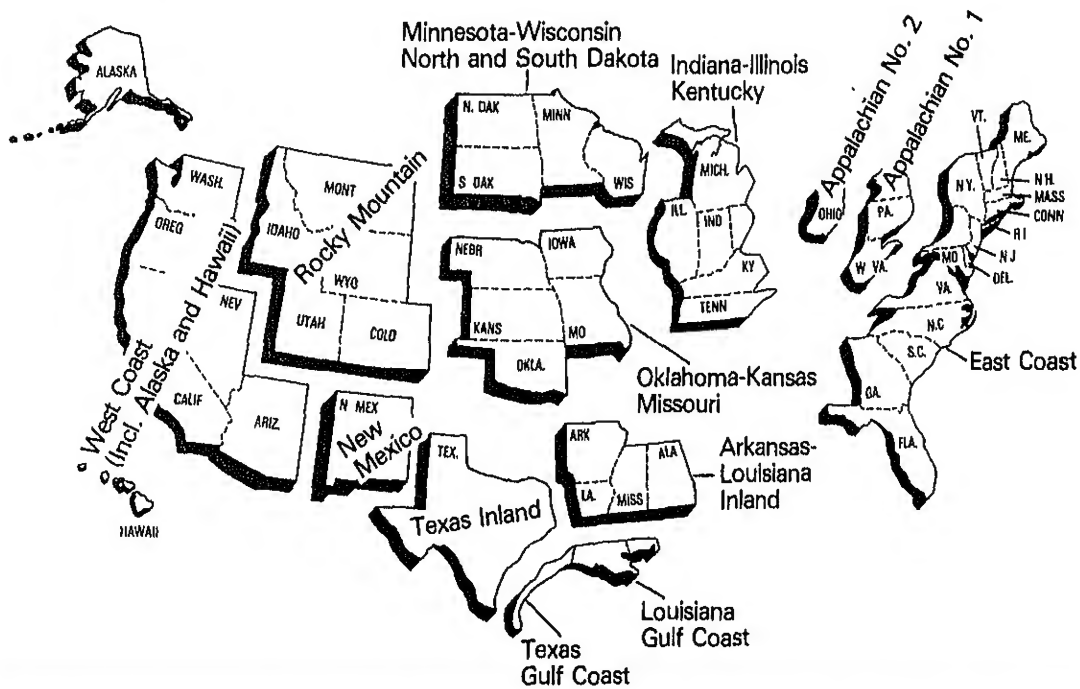 Minnesota-Wisconsin
North and South Dakota
Indiana-Illinois
Kentucky
Appalachian No. 2
Appalachian No. 1
ALASKA
WASH.
OREG
NEV
CALIF
ARIZ.
West Coast
(Incl. Alaska and Hawaii)
HAWAII
MONT
IDAHO
WYO
UTAH
COLO
Rocky Mountain
N MEX
New
Mexico
N. DAK
MINN
S DAK
WIS
NEBR
IOWA
KANS
MO
OKLA.
Oklahoma-Kansas
Missouri
MICH.
ILL
IND
KY
TENN
OHIO
PA.
W VA.
VT.
ME.
N.Y.
N.H.
MASS
CONN
RI
N J
DEL.
MD
VA.
N.C
S.C.
GA.
FLA.
East Coast
TEX.
Texas Inland
ARK
ALA
LA.
MISS
Arkansas-
Louisiana
Inland
Louisiana
Gulf Coast
Texas
Gulf Coast